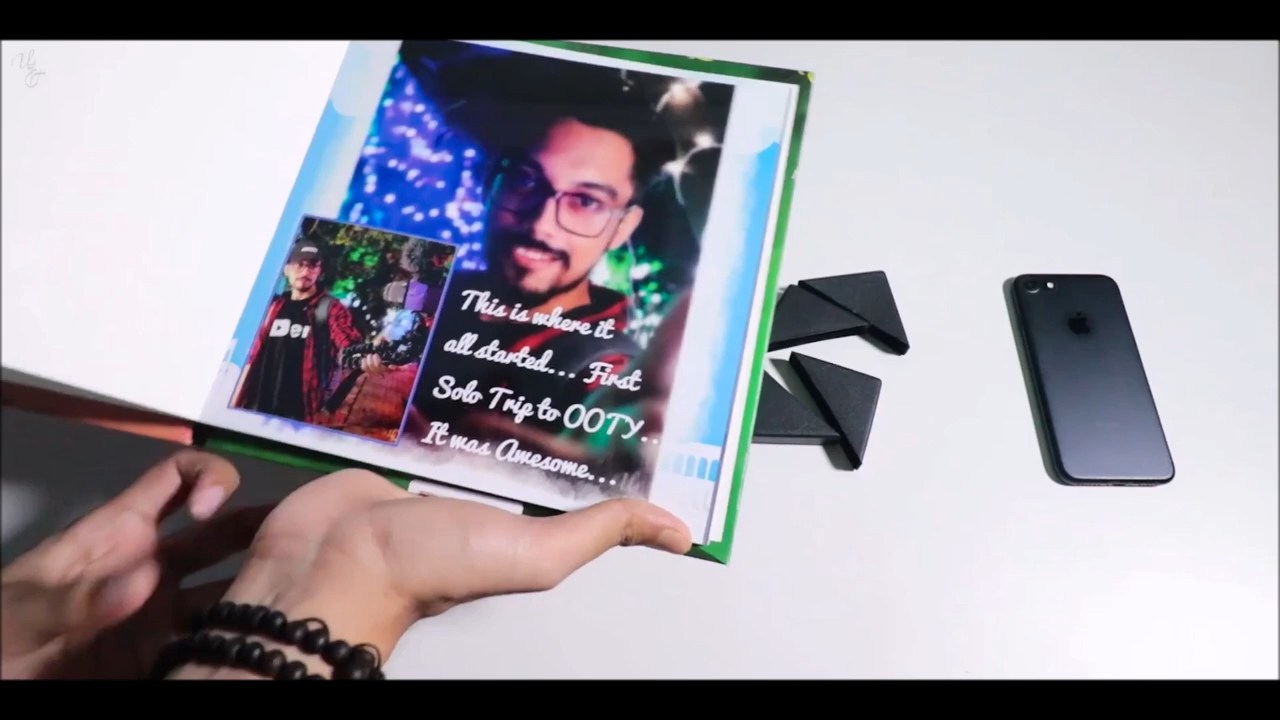 This is where it
all started... First
Solo Trip to OOTY..
It was Awesome...